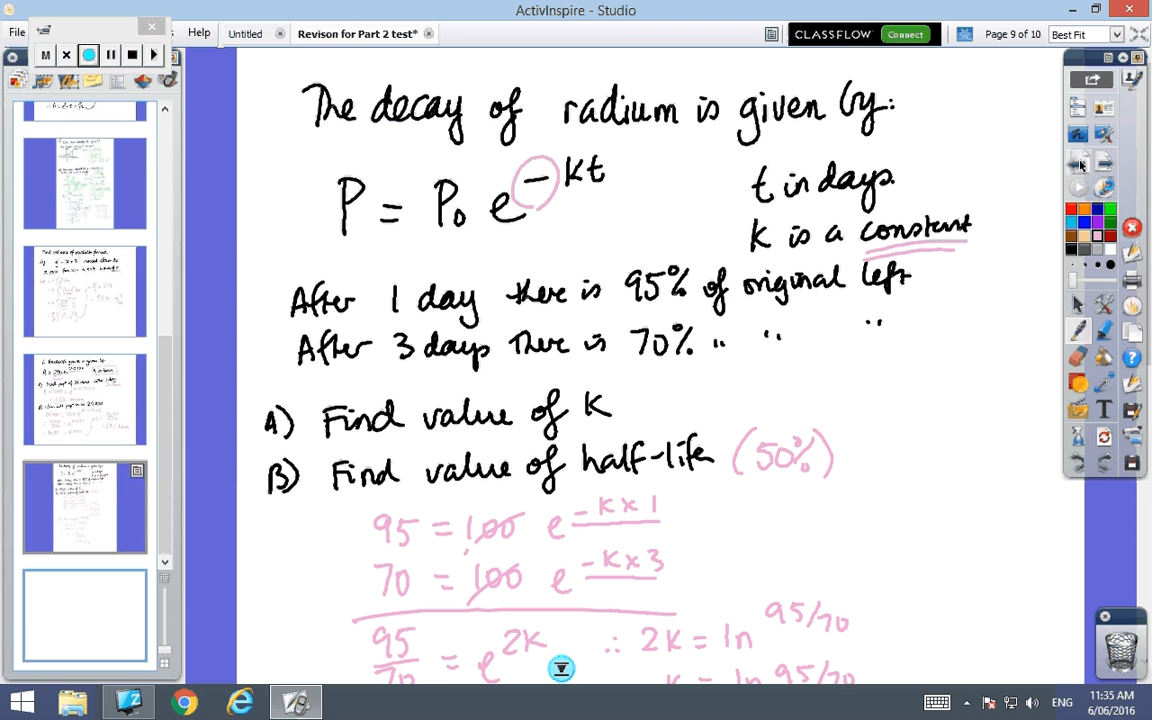 ActivInspire - Studio
File
Help
Untitled
Revison for Part 2 test*
CLASSFLOW
Connect
Page 9 of 10
Best Fit
The decay of radium is given by:
P = P₀ e^(-kt)
t in days.
k is a constant
After 1 day there is 95% of original left
After 3 days there is 70% " " "
A) Find value of k
B) Find value of half-life (50%)
95 = 100 e^(-k×1)
70 = 100 e^(-k×3)
95/70 = e^(2k) ∴ 2k = ln 95/70
k = ln 95/70
ENG
11:35 AM
6/06/2016